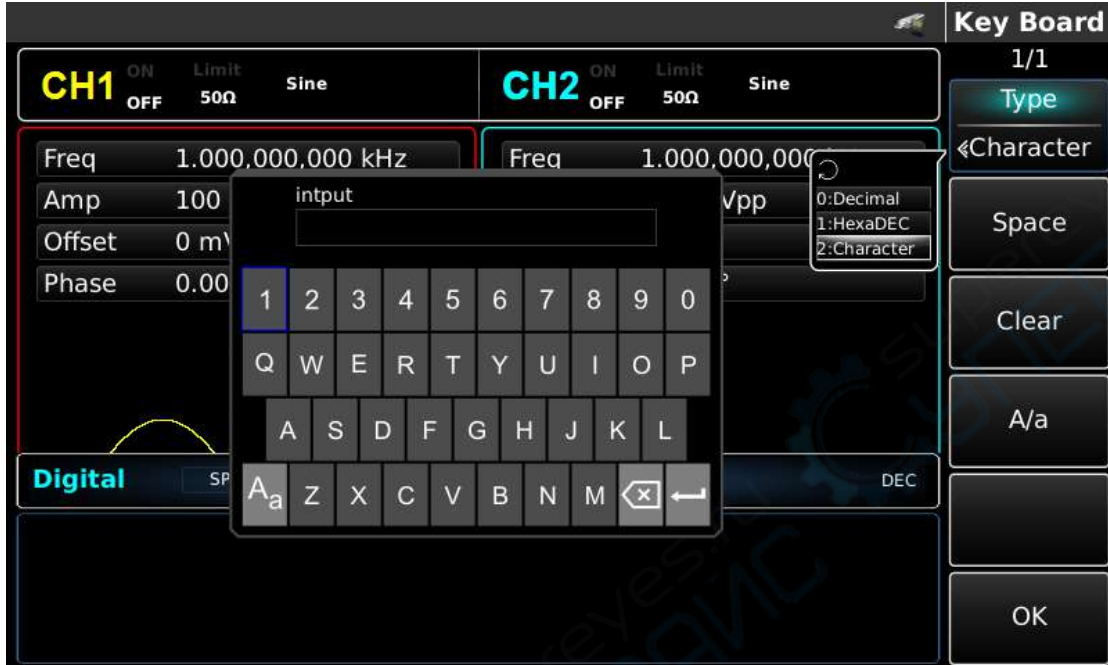 Key Board
1/1
CH1 ON OFF Limit 50Ω Sine
CH2 ON OFF Limit 50Ω Sine
Type
«Character
Freq 1.000,000,000 kHz
Freq 1.000,000,000
Amp 100
Vpp
Offset 0 m
Phase 0.00
°
0:Decimal
1:HexaDEC
2:Character
intput
1 2 3 4 5 6 7 8 9 0
Q W E R T Y U I O P
A S D F G H J K L
Aa Z X C V B N M
Space
Clear
A/a
Digital SP DEC
OK